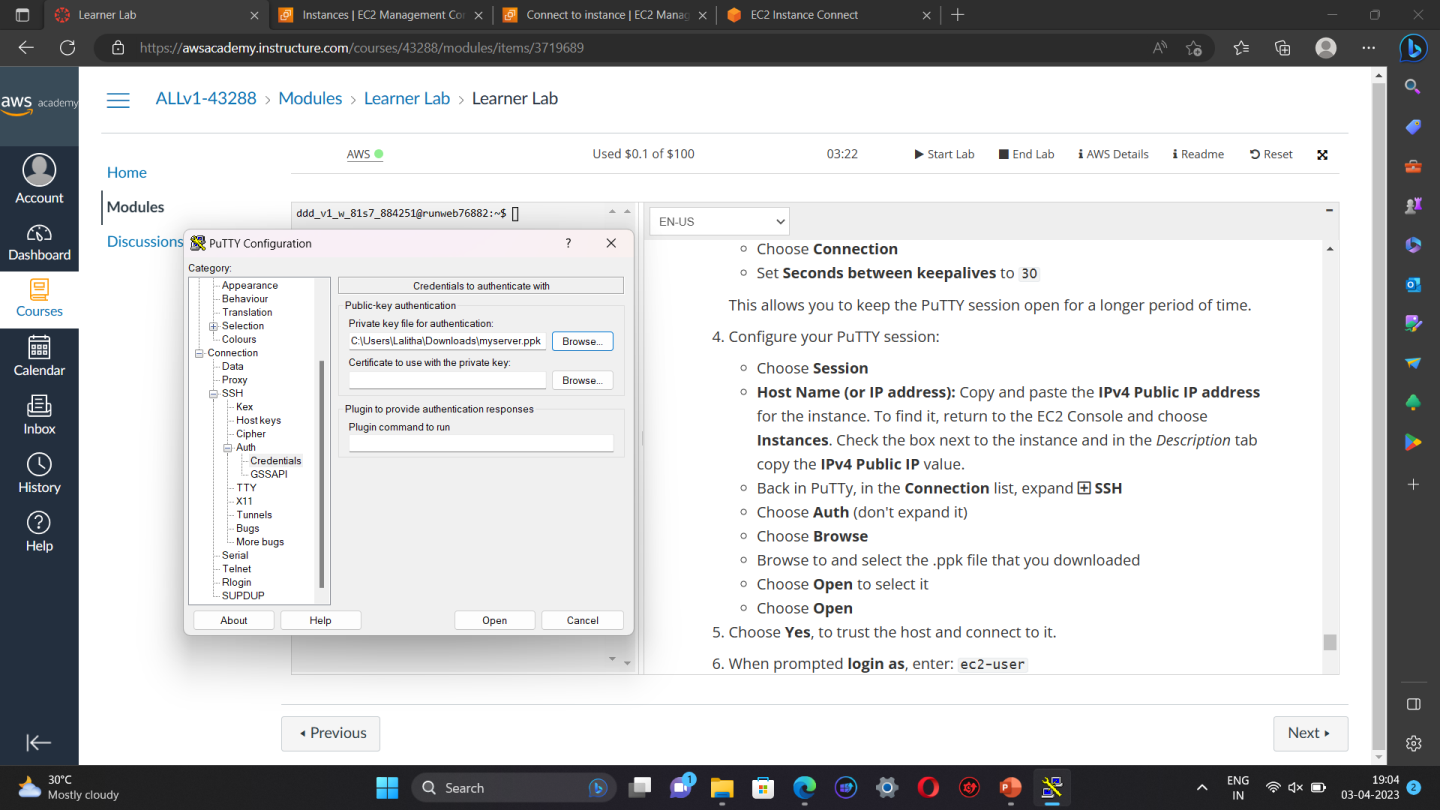 Learner Lab
Instances | EC2 Management Co
Connect to instance | EC2 Manag
EC2 Instance Connect
https://awsacademy.instructure.com/courses/43288/modules/items/3719689
aws academy
Account
Dashboard
Courses
Calendar
Inbox
History
Help
ALLv1-43288 › Modules › Learner Lab › Learner Lab
Home
Modules
Discussions
AWS
Used $0.1 of $100
03:22
Start Lab
End Lab
AWS Details
Readme
Reset
ddd_v1_w_81s7_884251@runweb76882:~$
EN-US
PuTTY Configuration
?
Category:
Appearance
Behaviour
Translation
Selection
Colours
Connection
Data
Proxy
SSH
Kex
Host keys
Cipher
Auth
Credentials
GSSAPI
TTY
X11
Tunnels
Bugs
More bugs
Serial
Telnet
Rlogin
SUPDUP
Credentials to authenticate with
Public-key authentication
Private key file for authentication:
C:\Users\Lalitha\Downloads\myserver.ppk
Browse...
Certificate to use with the private key:
Browse...
Plugin to provide authentication responses
Plugin command to run
About
Help
Open
Cancel
Choose Connection
Set Seconds between keepalives to 30
This allows you to keep the PuTTY session open for a longer period of time.
4. Configure your PuTTY session:
Choose Session
Host Name (or IP address): Copy and paste the IPv4 Public IP address
for the instance. To find it, return to the EC2 Console and choose
Instances. Check the box next to the instance and in the Description tab
copy the IPv4 Public IP value.
Back in PuTTy, in the Connection list, expand SSH
Choose Auth (don't expand it)
Choose Browse
Browse to and select the .ppk file that you downloaded
Choose Open to select it
Choose Open
5. Choose Yes, to trust the host and connect to it.
6. When prompted login as, enter: ec2-user
Previous
Next
30°C
Mostly cloudy
Search
1
ENG
IN
19:04
03-04-2023
2